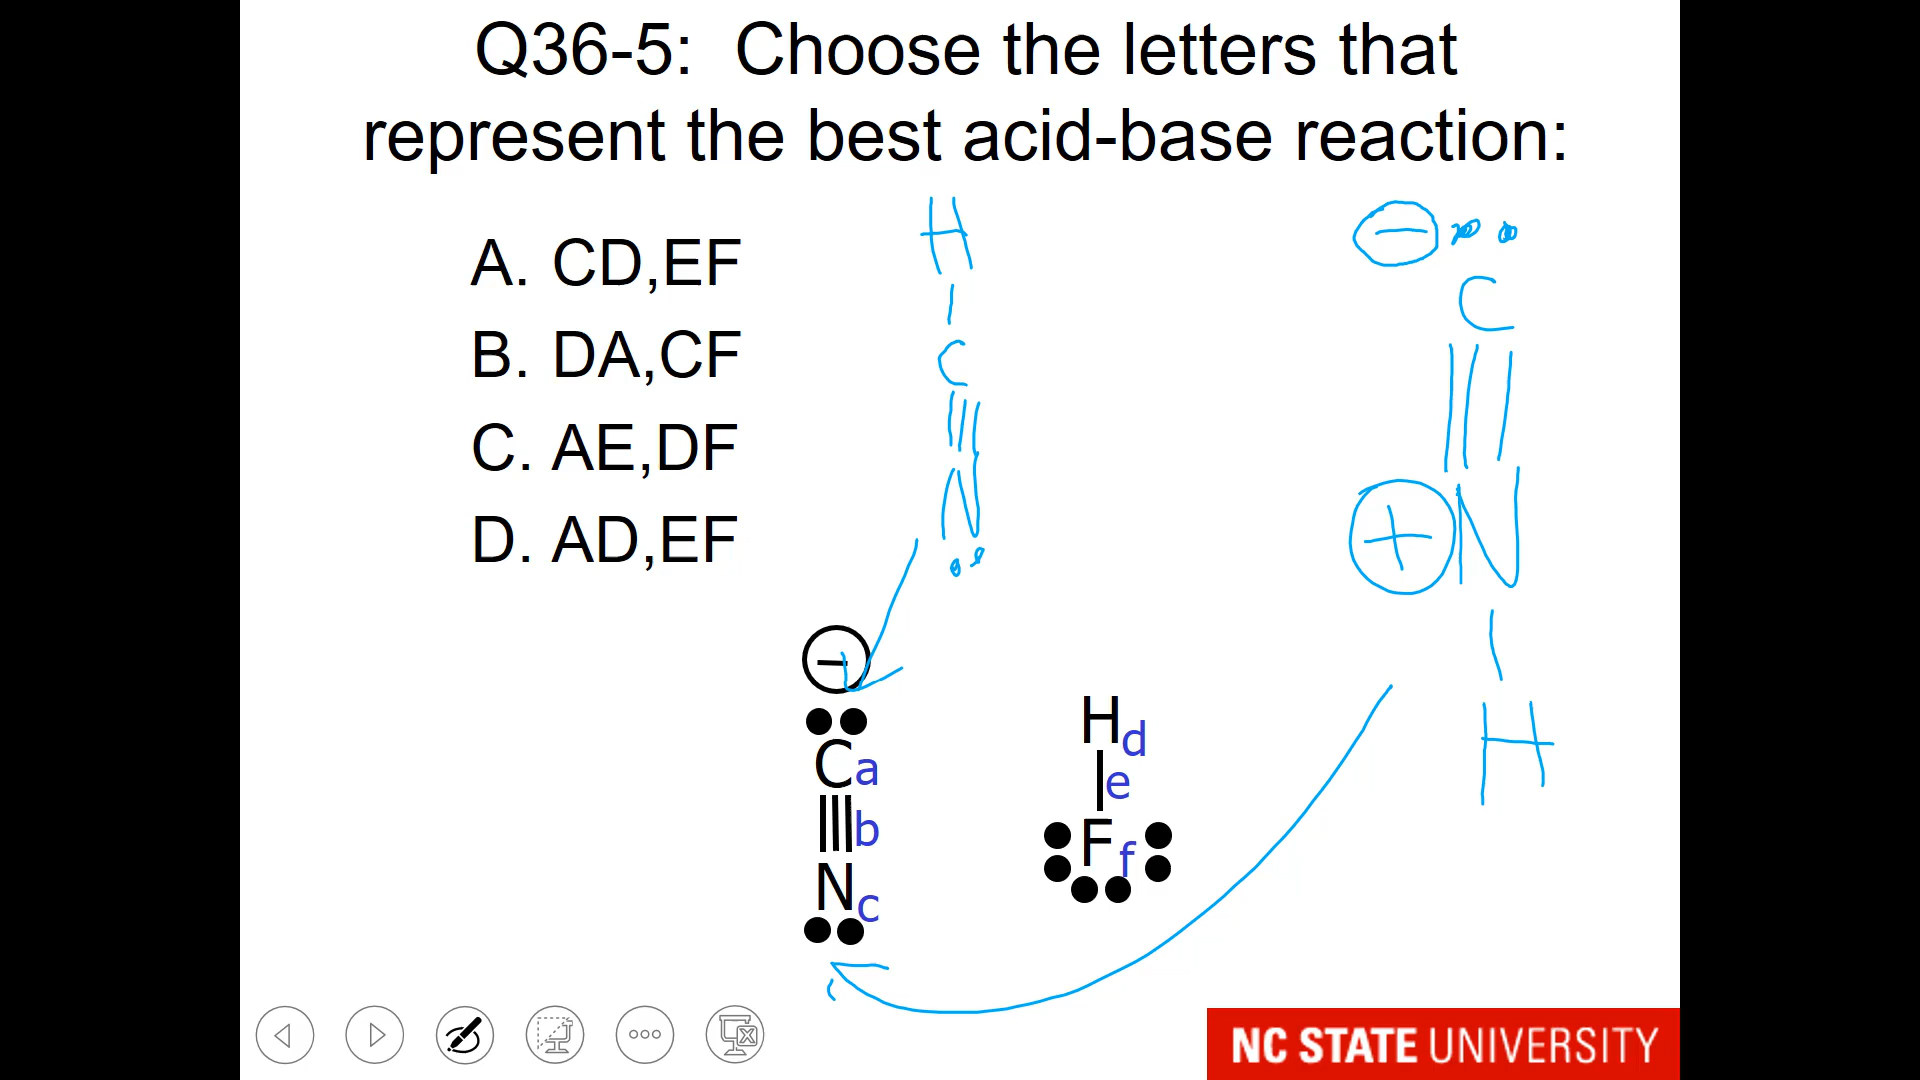 Q36-5: Choose the letters that
represent the best acid-base reaction:
A. CD,EF
B. DA,CF
C. AE,DF
D. AD,EF
H
C
N
−
C
+
N
H
−
Ca
b
Nc
Hd
e
Ff
NC STATE UNIVERSITY